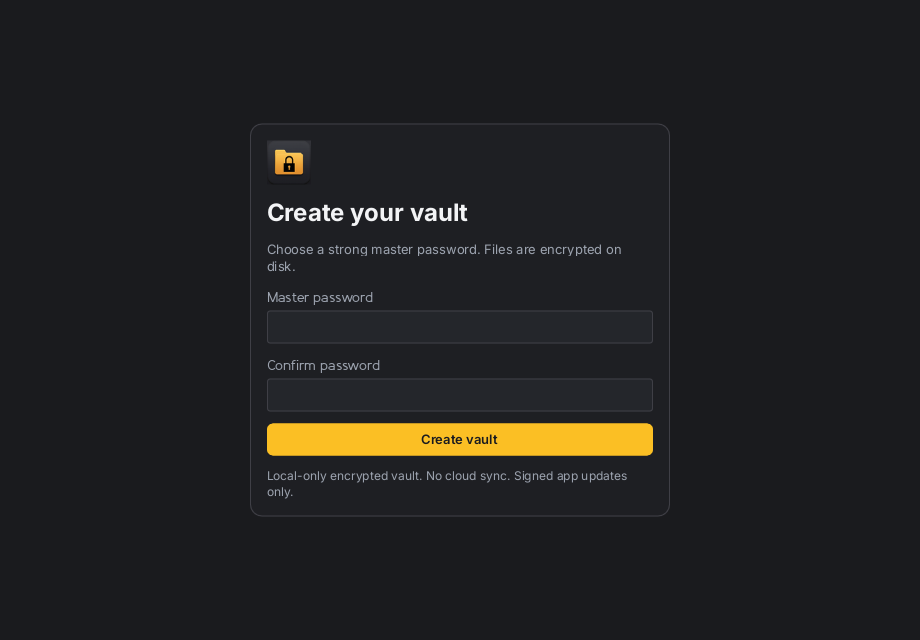 Create your vault
Choose a strong master password. Files are encrypted on
disk.
Master password
Confirm password
Create vault
Local-only encrypted vault. No cloud sync. Signed app updates
only.